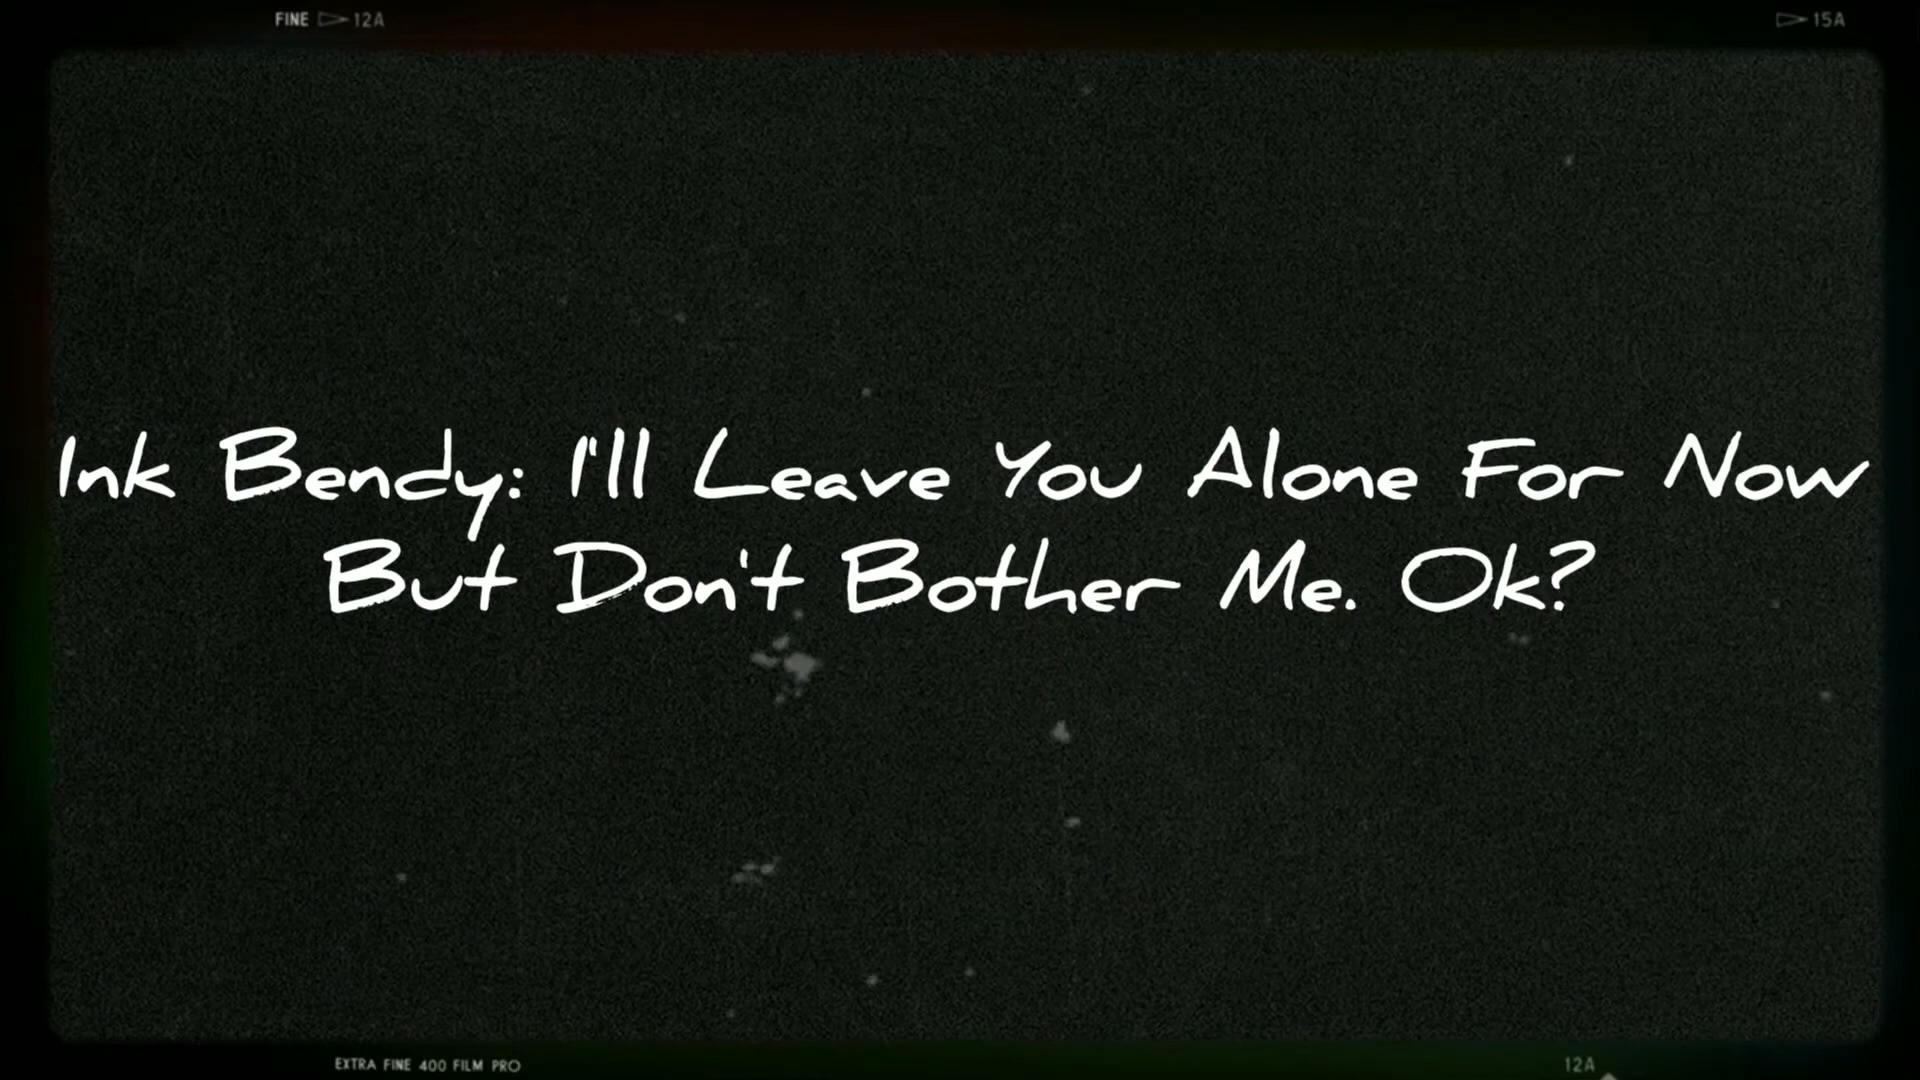 FINE 12A
15A
Ink Bendy: I'll Leave You Alone For Now
But Don't Bother Me. Ok?
EXTRA FINE 400 FILM PRO
12A